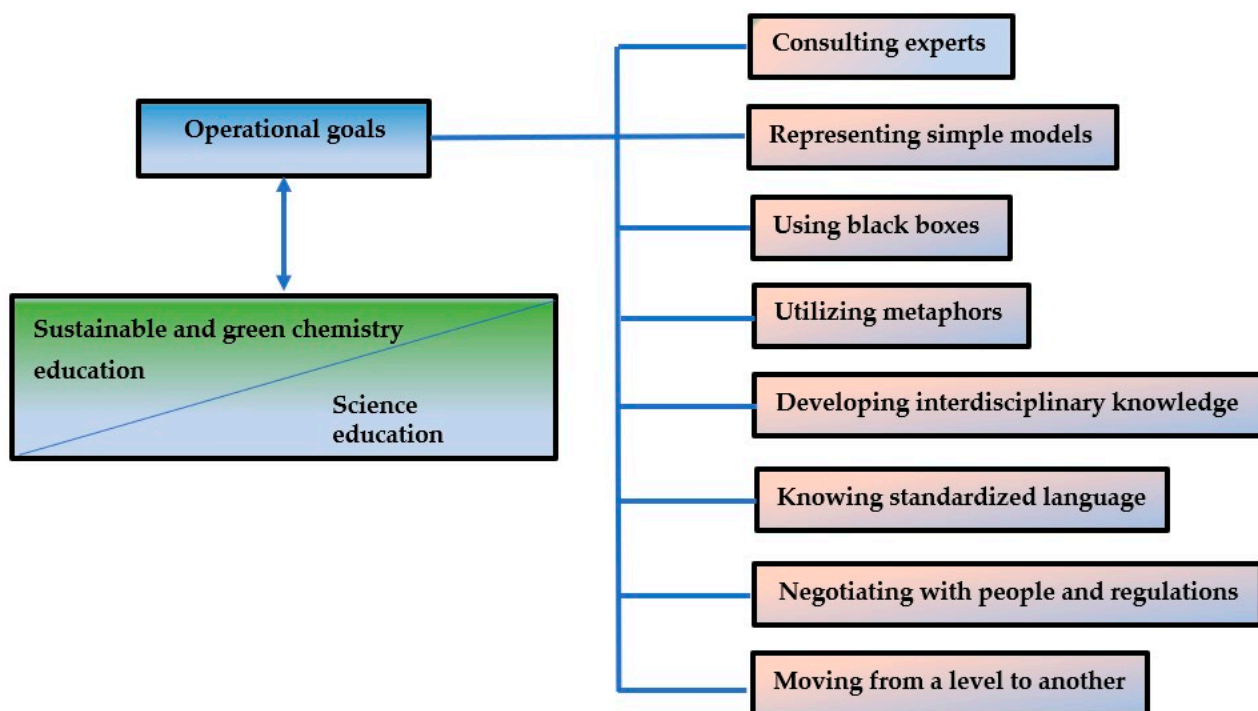 Operational goals
Sustainable and green chemistry
education
Science
education
Consulting experts
Representing simple models
Using black boxes
Utilizing metaphors
Developing interdisciplinary knowledge
Knowing standardized language
Negotiating with people and regulations
Moving from a level to another